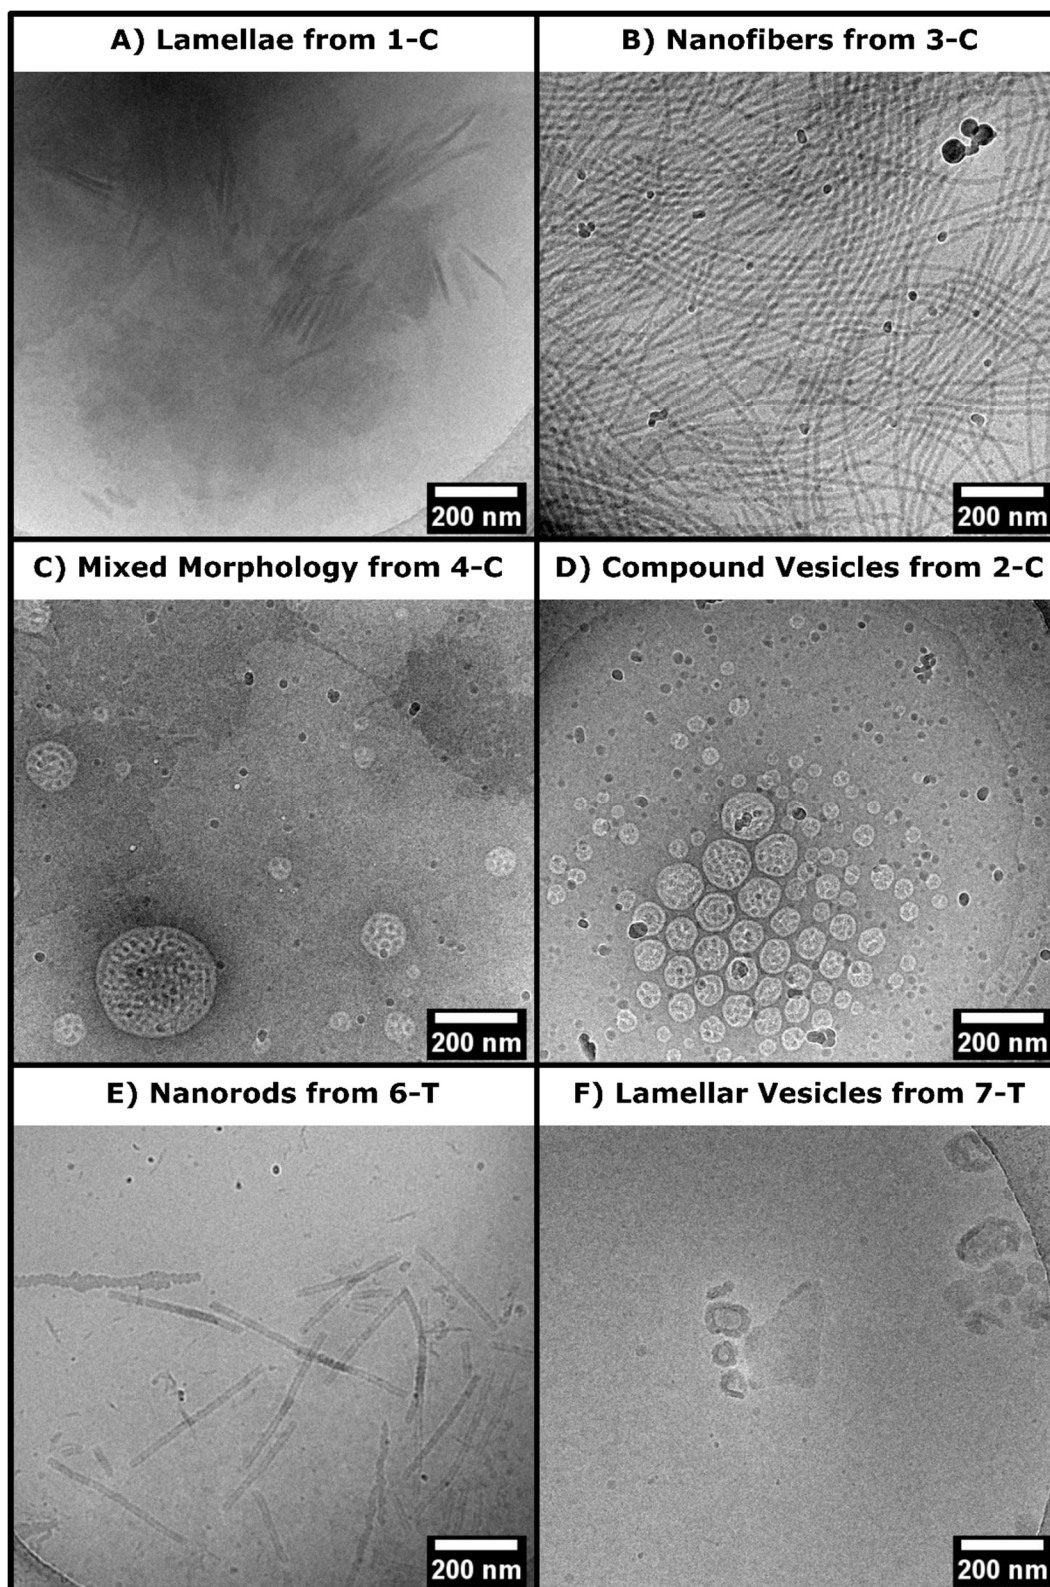 A) Lamellae from 1-C
B) Nanofibers from 3-C
200 nm
200 nm
C) Mixed Morphology from 4-C
D) Compound Vesicles from 2-C
200 nm
200 nm
E) Nanorods from 6-T
F) Lamellar Vesicles from 7-T
200 nm
200 nm